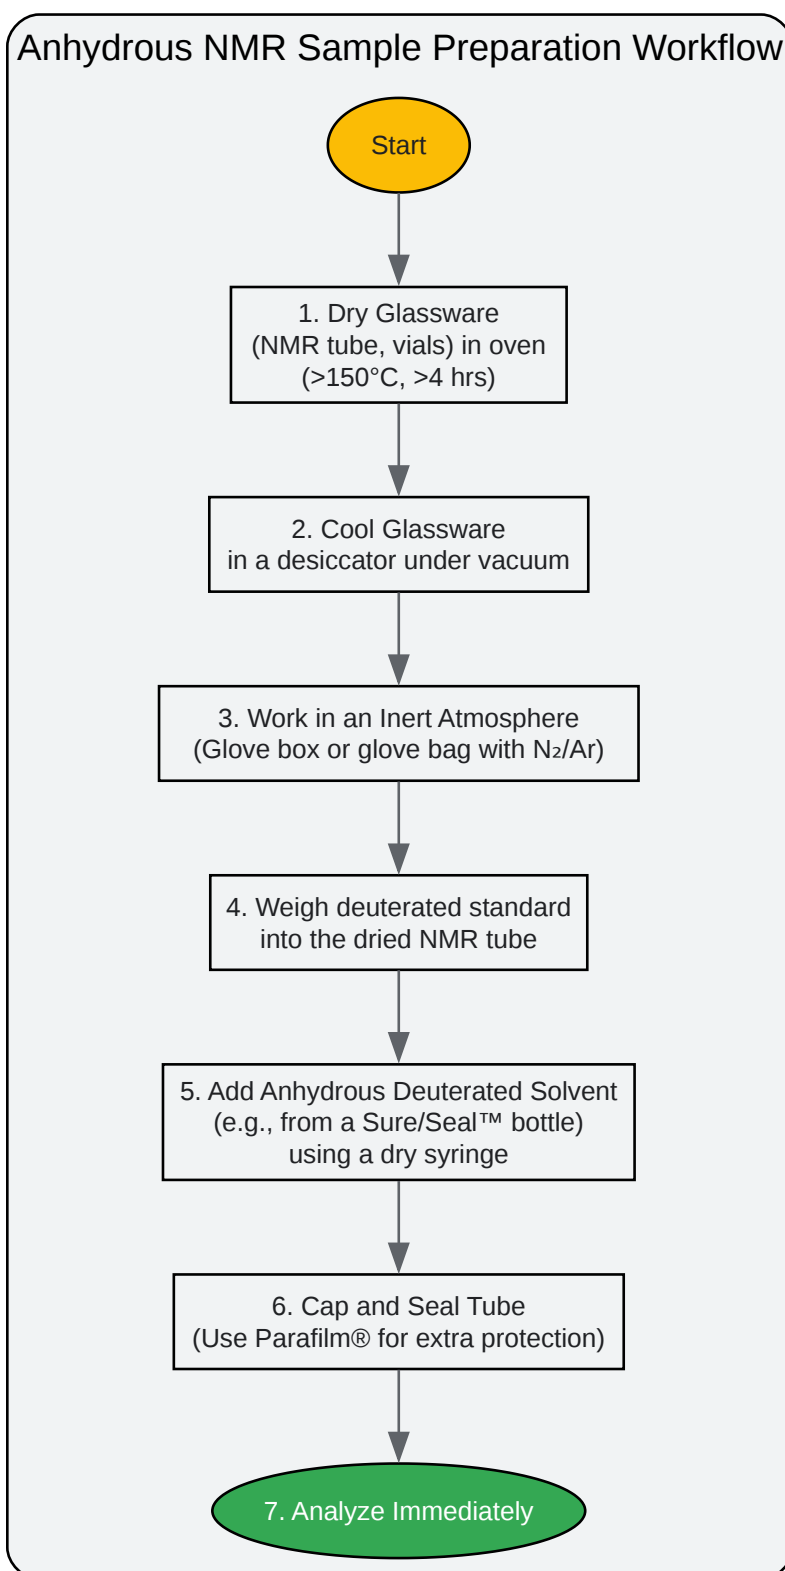 Anhydrous NMR Sample Preparation Workflow
Start
1. Dry Glassware
(NMR tube, vials) in oven
(>150°C, >4 hrs)
2. Cool Glassware
in a desiccator under vacuum
3. Work in an Inert Atmosphere
(Glove box or glove bag with N₂/Ar)
4. Weigh deuterated standard
into the dried NMR tube
5. Add Anhydrous Deuterated Solvent
(e.g., from a Sure/Seal™ bottle)
using a dry syringe
6. Cap and Seal Tube
(Use Parafilm® for extra protection)
7. Analyze Immediately